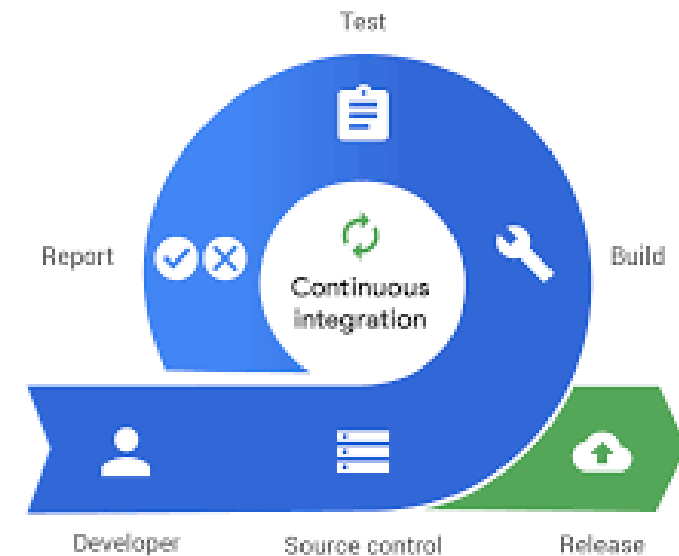 Test
Report
Build
Continuous
integration
Developer
Source control
Release